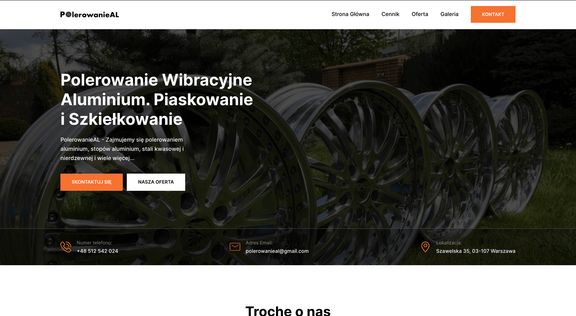 P@lerowanieAL
Strona Główna Cennik Oferta Galeria KONTAKT
Polerowanie Wibracyjne
Aluminium. Piaskowanie
i Szkiełkowanie
PolerowanieAL - Zajmujemy się polerowaniem
aluminium, stopów aluminium, stali kwasowej i
nierdzewnej i wiele więcej...
SKONTAKTUJ SIĘ NASZA OFERTA
Numer telefonu:
+48 512 542 024
Adres Email:
polerowanieal@gmail.com
Lokalizacja:
Szawelska 35, 03-107 Warszawa
Trochę o nas